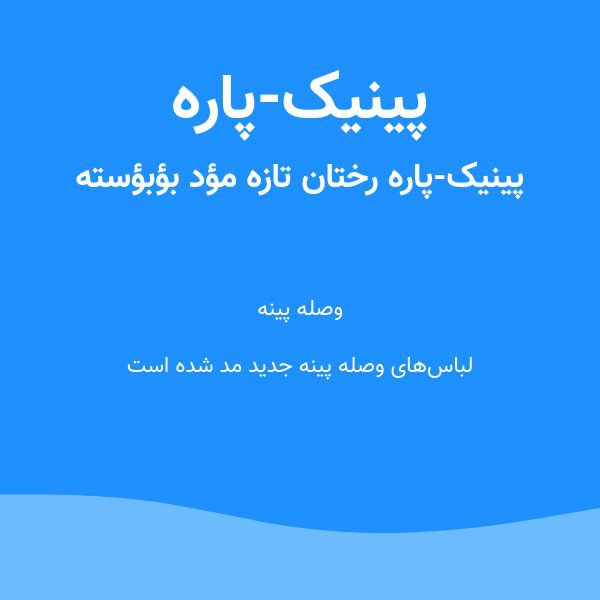 پینیک-پاره
پینیک-پاره رختان تازه مؤد بؤبؤسته
وصله پینه
لباس‌های وصله پینه جدید مد شده است